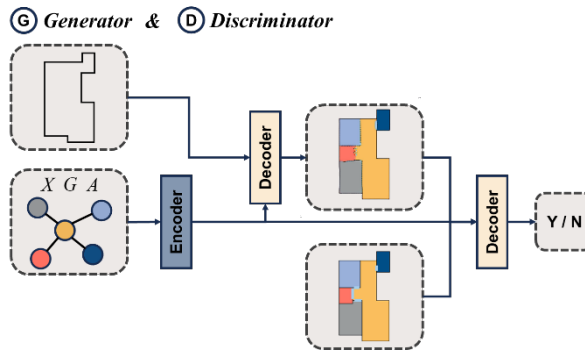 G Generator & D Discriminator
Decoder
X G A
Encoder
Decoder
Y / N